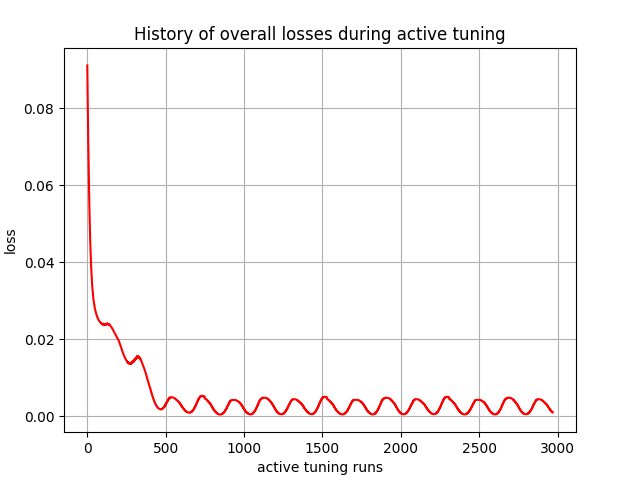 History of overall losses during active tuning
0.08
0.06
0.04
0.02
0.00
loss
0 500 1000 1500 2000 2500 3000
active tuning runs